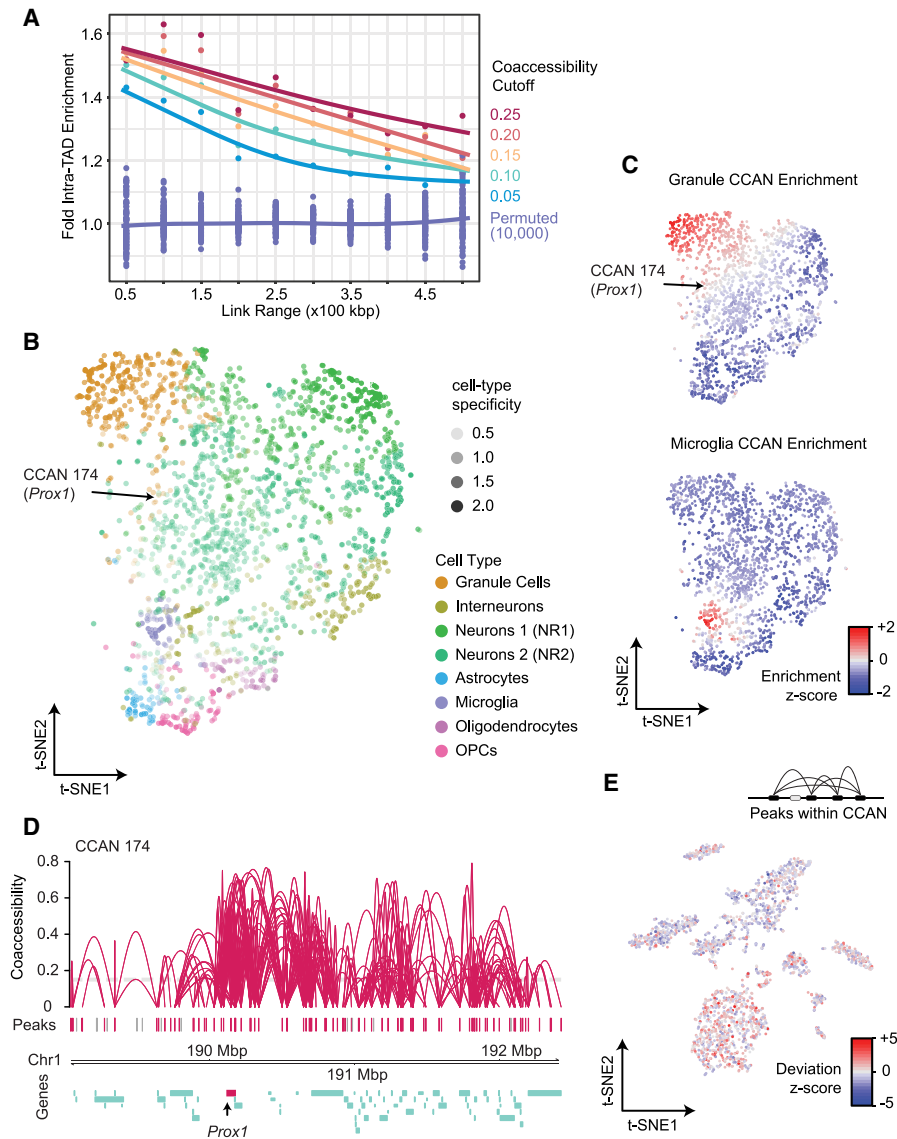 A
Fold Intra-TAD Enrichment
1.6
1.4
1.2
1.0
0.5
1.5
2.5
3.5
4.5
Link Range (x100 kbp)
Coaccessibility
Cutoff
0.25
0.20
0.15
0.10
0.05
Permuted
(10,000)
B
CCAN 174
(Prox1)
t-SNE2
t-SNE1
cell-type
specificity
0.5
1.0
1.5
2.0
Cell Type
Granule Cells
Interneurons
Neurons 1 (NR1)
Neurons 2 (NR2)
Astrocytes
Microglia
Oligodendrocytes
OPCs
C
Granule CCAN Enrichment
CCAN 174
(Prox1)
Microglia CCAN Enrichment
t-SNE2
t-SNE1
Enrichment
z-score
+2
0
-2
D
CCAN 174
Coaccessibility
0.8
0.6
0.4
0.2
0
Peaks
Chr1
190 Mbp
191 Mbp
192 Mbp
Genes
Prox1
E
Peaks within CCAN
t-SNE2
t-SNE1
Deviation
z-score
+5
0
-5